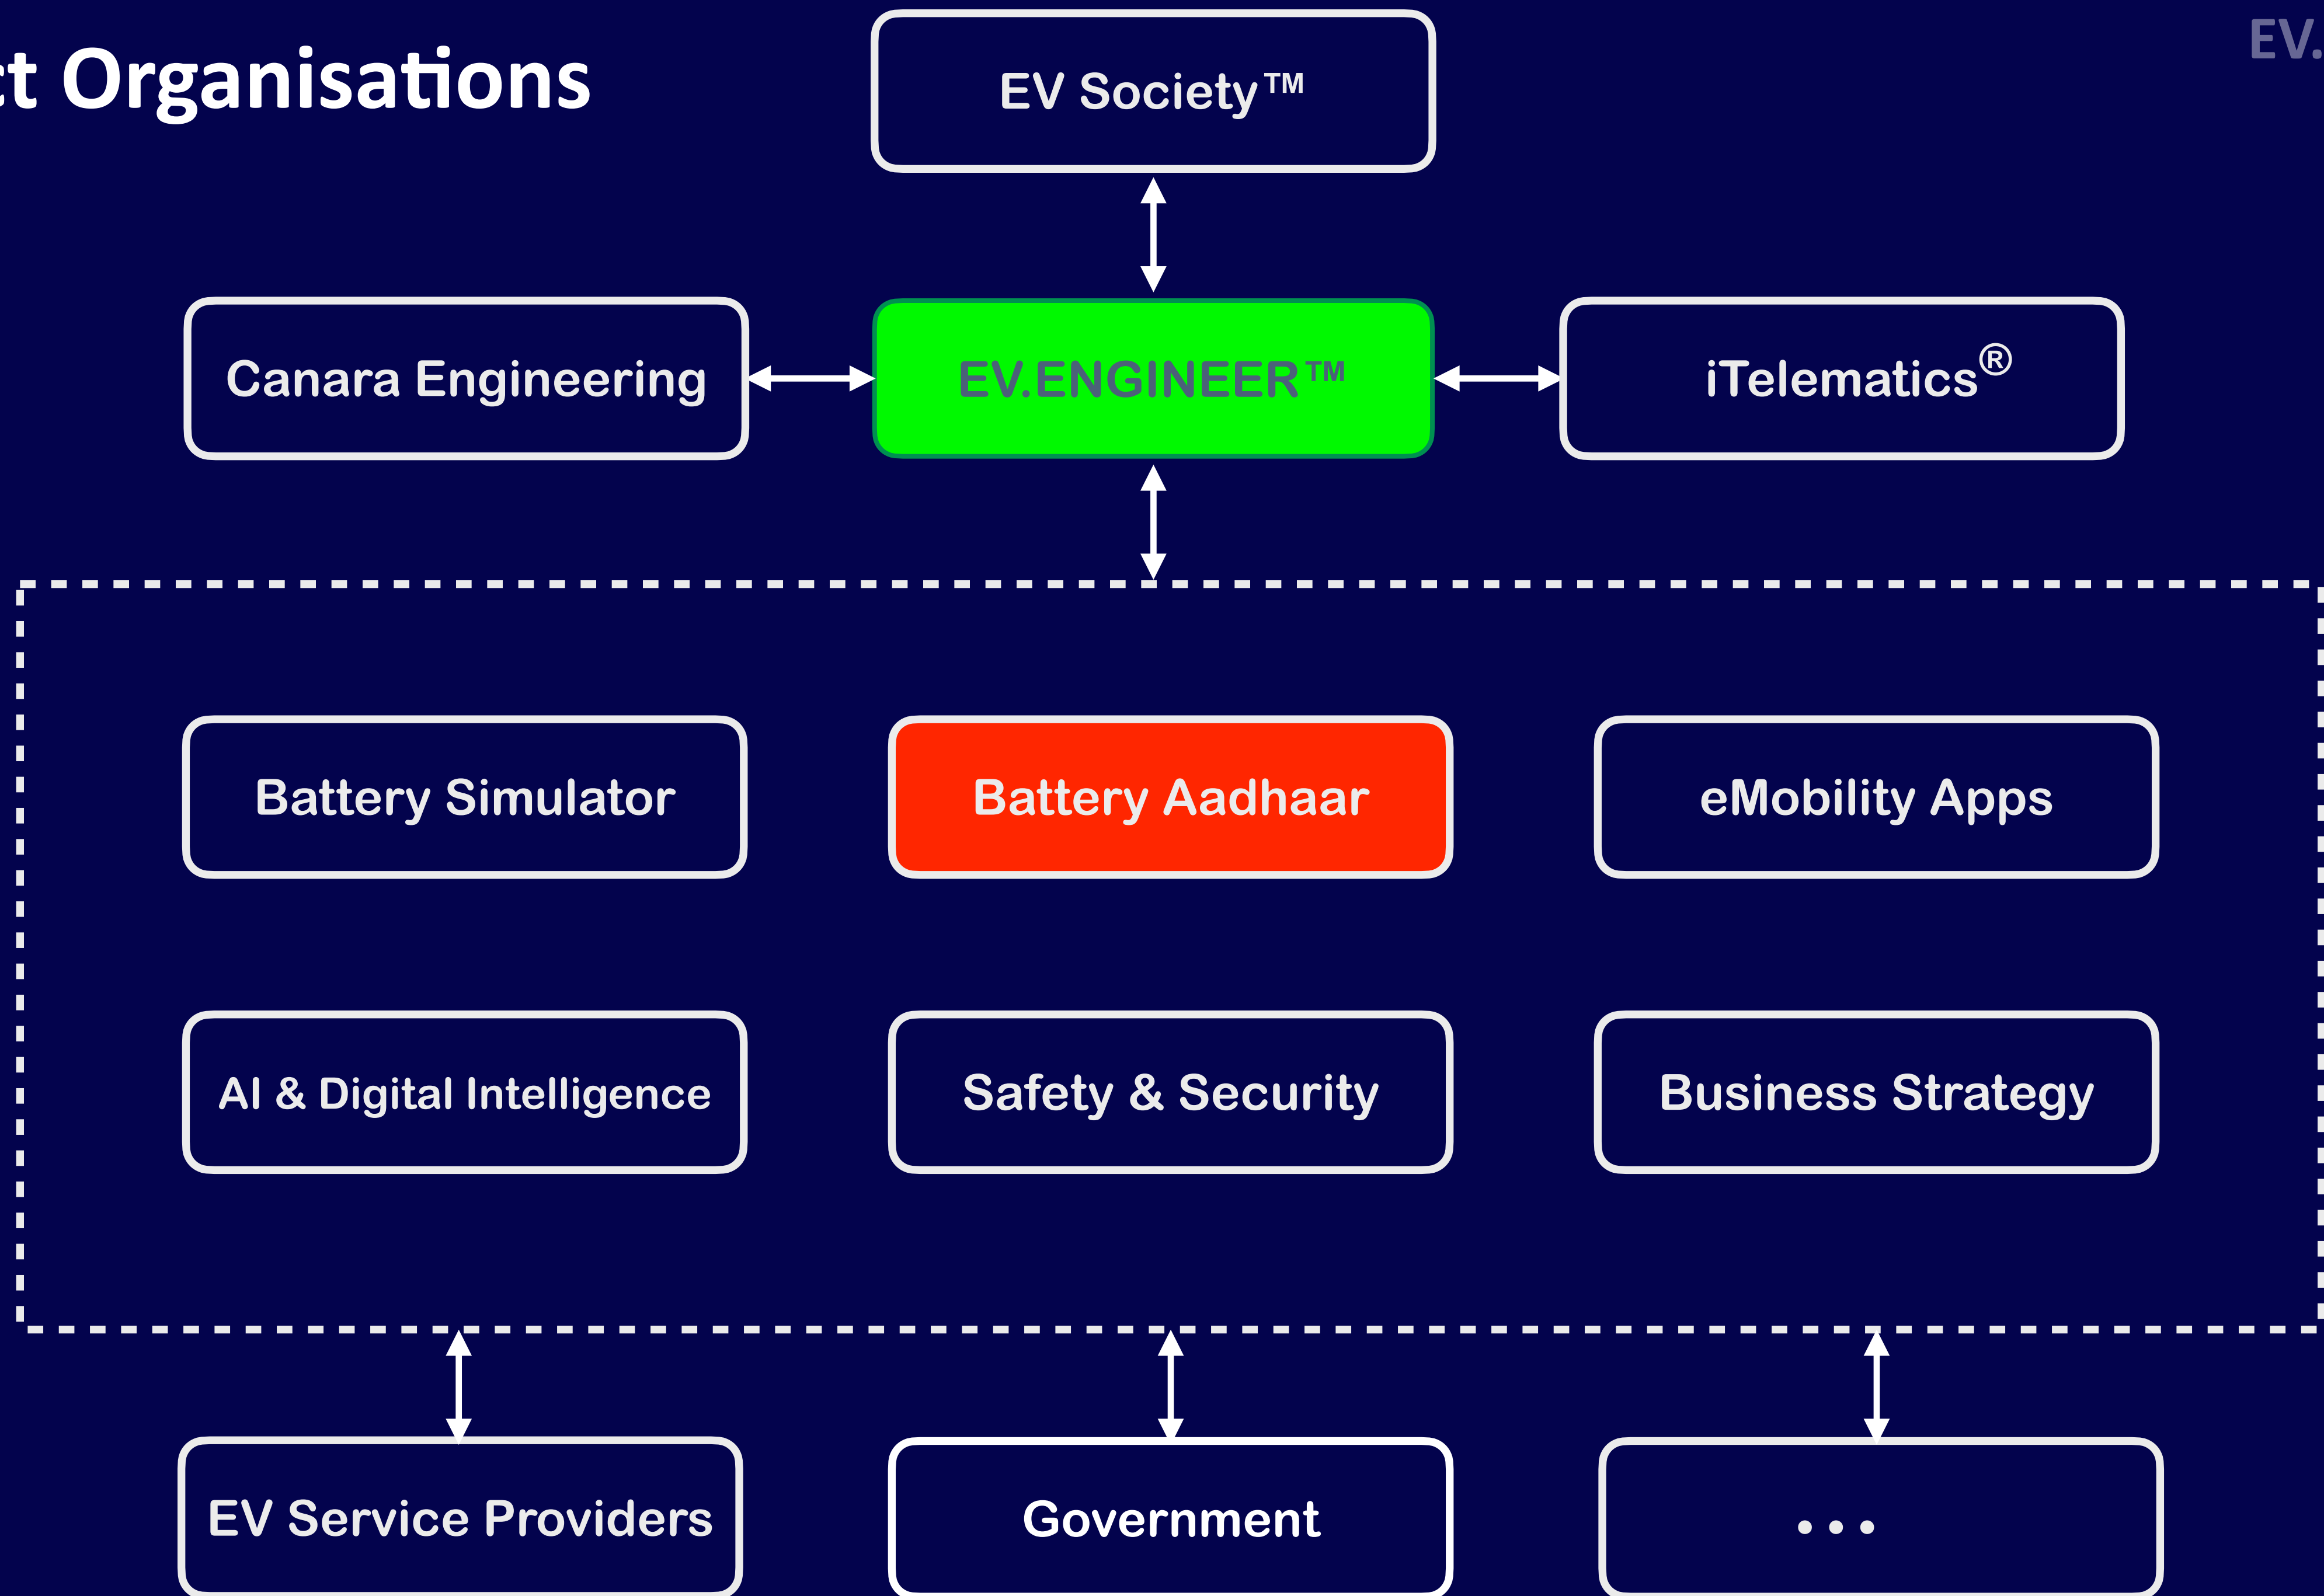 Organisations
EV.
EV Society™
Canara Engineering
EV.ENGINEER™
iTelematics®
Battery Simulator
Battery Aadhaar
eMobility Apps
AI & Digital Intelligence
Safety & Security
Business Strategy
EV Service Providers
Government
...